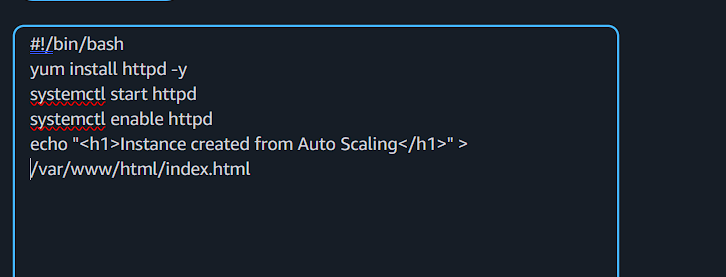 #!/bin/bash
yum install httpd -y
systemctl start httpd
systemctl enable httpd
echo "<h1>Instance created from Auto Scaling</h1>" >
/var/www/html/index.html